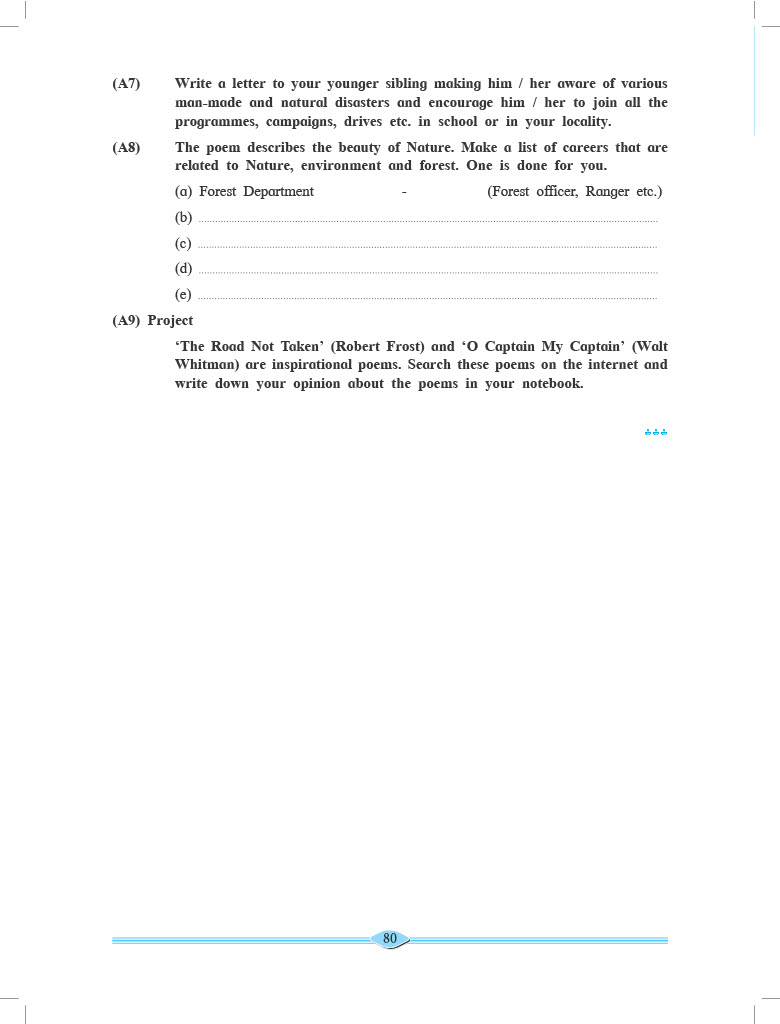 (A7) Write a letter to your younger sibling making him / her aware of various
man-made and natural disasters and encourage him / her to join all the
programmes, campaigns, drives etc. in school or in your locality.
(A8) The poem describes the beauty of Nature. Make a list of careers that are
related to Nature, environment and forest. One is done for you.
(a) Forest Department - (Forest officer, Ranger etc.)
(b) ....................................................................................................
(c) ....................................................................................................
(d) ....................................................................................................
(e) ....................................................................................................
(A9) Project
‘The Road Not Taken’ (Robert Frost) and ‘O Captain My Captain’ (Walt
Whitman) are inspirational poems. Search these poems on the internet and
write down your opinion about the poems in your notebook.
80